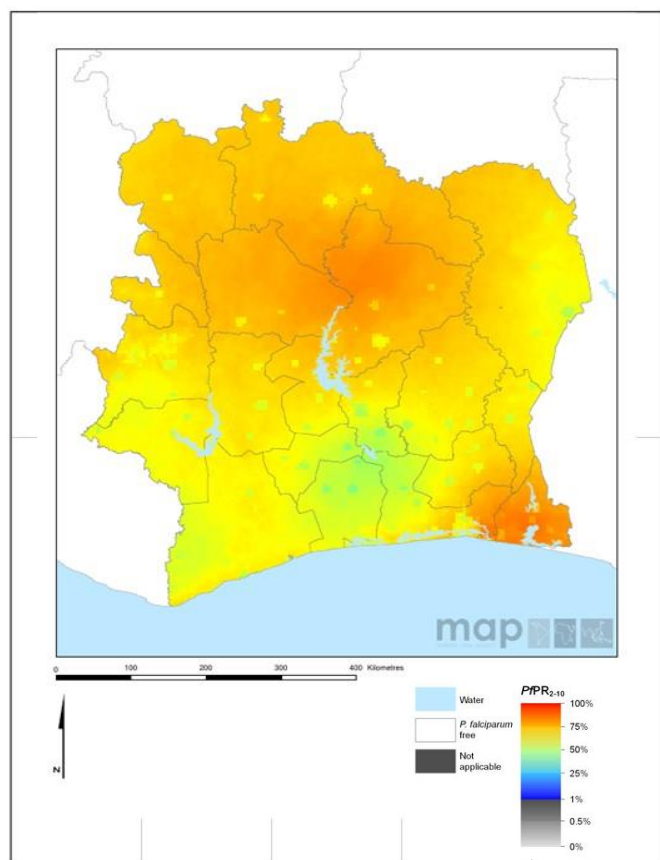 map
0 100 200 300 400 Kilometres
N
Water
P. falciparum
free
Not
applicable
PfPR2-10
100%
75%
50%
25%
1%
0.5%
0%